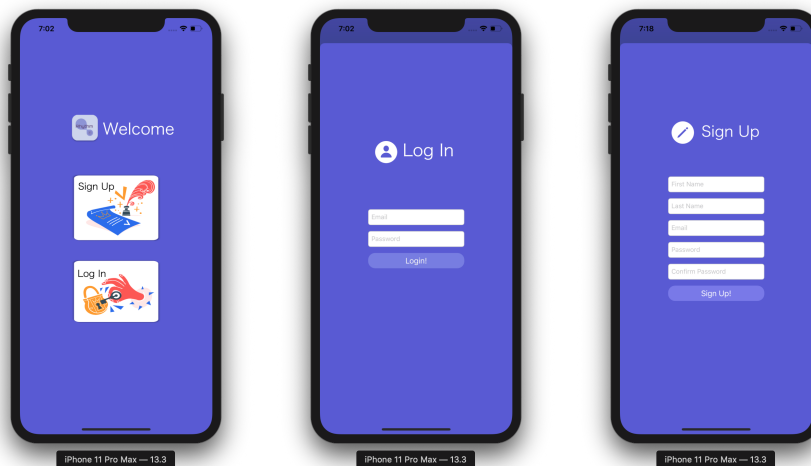 7:02
Welcome
Sign Up
Log In
iPhone 11 Pro Max — 13.3
7:02
Log In
Email
Password
Login!
iPhone 11 Pro Max — 13.3
7:18
Sign Up
First Name
Last Name
Email
Password
Confirm Password
Sign Up!
iPhone 11 Pro Max — 13.3